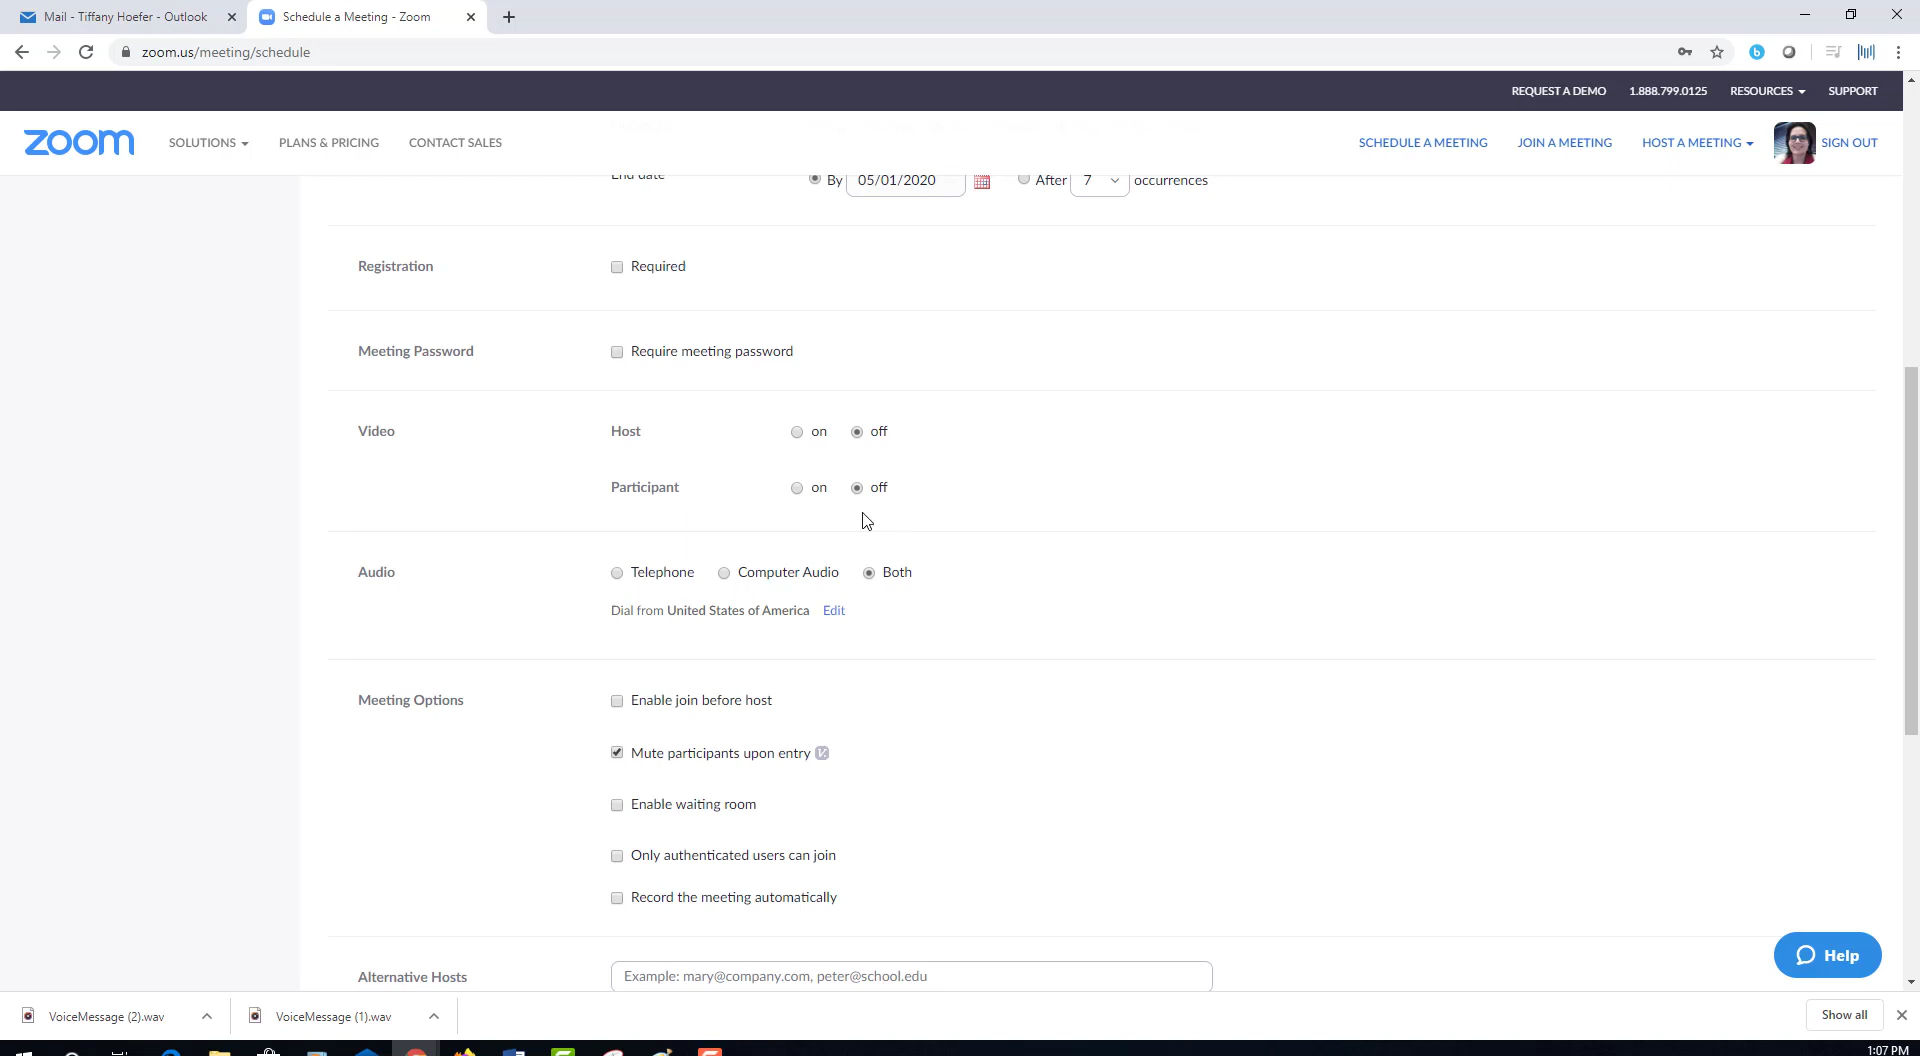 Mail - Tiffany Hoefer - Outlook
Schedule a Meeting - Zoom
zoom.us/meeting/schedule
REQUEST A DEMO 1.888.799.0125 RESOURCES SUPPORT
zoom SOLUTIONS PLANS & PRICING CONTACT SALES SCHEDULE A MEETING JOIN A MEETING HOST A MEETING SIGN OUT
End date By 05/01/2020 After 7 occurrences
Registration Required
Meeting Password Require meeting password
Video Host on off
Participant on off
Audio Telephone Computer Audio Both
Dial from United States of America Edit
Meeting Options Enable join before host
Mute participants upon entry
Enable waiting room
Only authenticated users can join
Record the meeting automatically
Help
Alternative Hosts Example: mary@company.com, peter@school.edu
VoiceMessage (2).wav VoiceMessage (1).wav Show all
1:07 PM